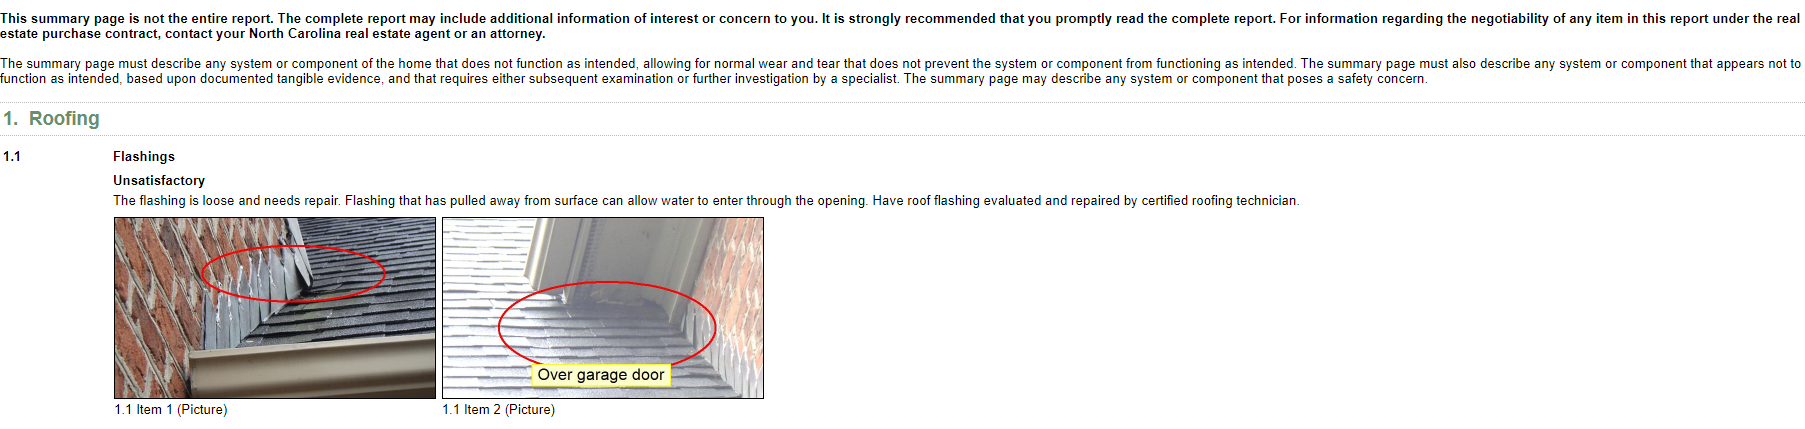 This summary page is not the entire report. The complete report may include additional information of interest or concern to you. It is strongly recommended that you promptly read the complete report. For information regarding the negotiability of any item in this report under the real
estate purchase contract, contact your North Carolina real estate agent or an attorney.
The summary page must describe any system or component of the home that does not function as intended, allowing for normal wear and tear that does not prevent the system or component from functioning as intended. The summary page must also describe any system or component that appears not to
function as intended, based upon documented tangible evidence, and that requires either subsequent examination or further investigation by a specialist. The summary page may describe any system or component that poses a safety concern.
1. Roofing
1.1 Flashings
Unsatisfactory
The flashing is loose and needs repair. Flashing that has pulled away from surface can allow water to enter through the opening. Have roof flashing evaluated and repaired by certified roofing technician.
Over garage door
1.1 Item 1 (Picture) 1.1 Item 2 (Picture)